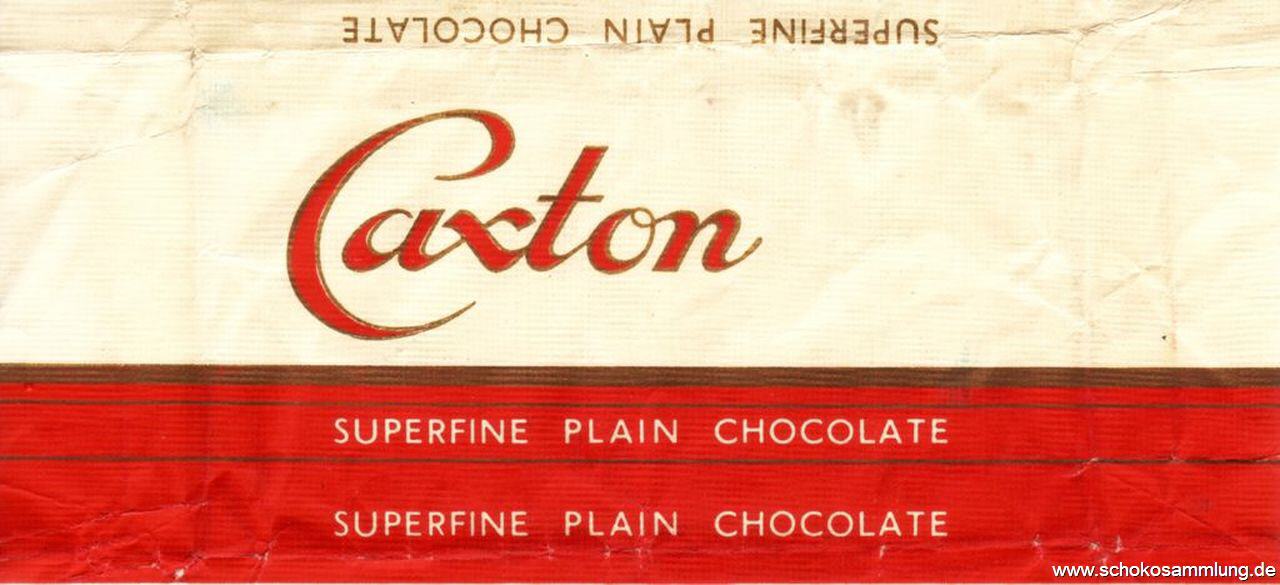 SUPERFINE PLAIN CHOCOLATE
Caxton
SUPERFINE PLAIN CHOCOLATE
SUPERFINE PLAIN CHOCOLATE
www.schokosammlung.de